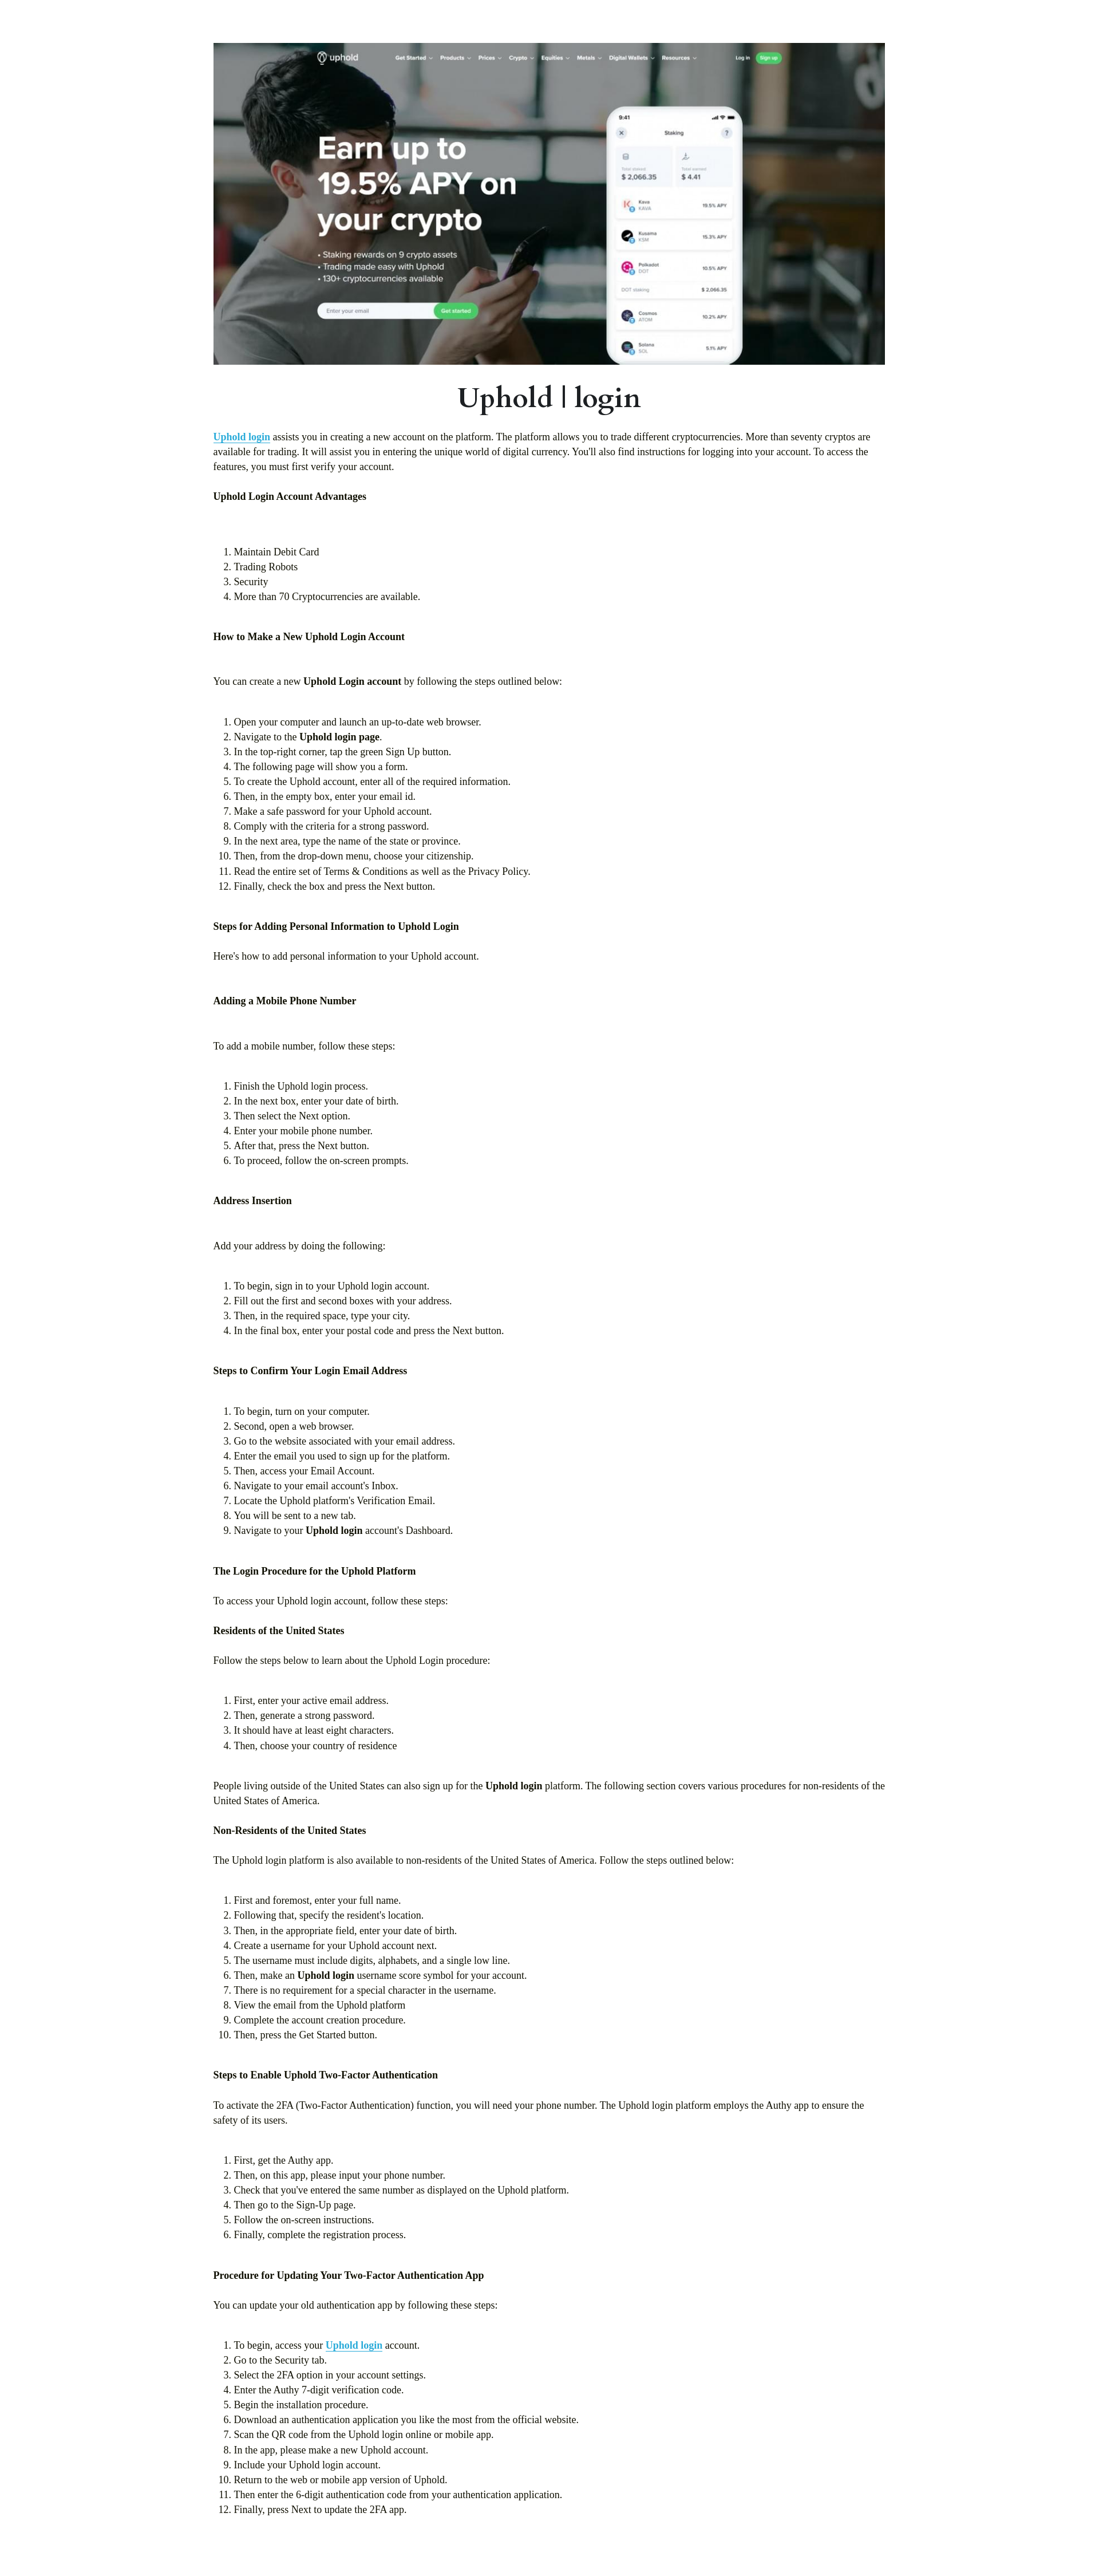 uphold
Get Started Products Prices Crypto Equities Metals Digital Wallets Resources
Log in Sign up
Earn up to
19.5% APY on
your crypto
• Staking rewards on 9 crypto assets
• Trading made easy with Uphold
• 130+ cryptocurrencies available
Enter your email Get started
9:41
Staking
Total staked Total earned
$ 2,066.35 $ 4.41
Kava
KAVA
19.5% APY
Kusama
KSM
15.3% APY
Polkadot
DOT
10.5% APY
DOT staking $ 2,066.35
Cosmos
ATOM
10.2% APY
Solana
SOL
5.1% APY
Uphold | login
Uphold login assists you in creating a new account on the platform. The platform allows you to trade different cryptocurrencies. More than seventy cryptos are
available for trading. It will assist you in entering the unique world of digital currency. You'll also find instructions for logging into your account. To access the
features, you must first verify your account.
Uphold Login Account Advantages
1. Maintain Debit Card
2. Trading Robots
3. Security
4. More than 70 Cryptocurrencies are available.
How to Make a New Uphold Login Account
You can create a new Uphold Login account by following the steps outlined below:
1. Open your computer and launch an up-to-date web browser.
2. Navigate to the Uphold login page.
3. In the top-right corner, tap the green Sign Up button.
4. The following page will show you a form.
5. To create the Uphold account, enter all of the required information.
6. Then, in the empty box, enter your email id.
7. Make a safe password for your Uphold account.
8. Comply with the criteria for a strong password.
9. In the next area, type the name of the state or province.
10. Then, from the drop-down menu, choose your citizenship.
11. Read the entire set of Terms & Conditions as well as the Privacy Policy.
12. Finally, check the box and press the Next button.
Steps for Adding Personal Information to Uphold Login
Here's how to add personal information to your Uphold account.
Adding a Mobile Phone Number
To add a mobile number, follow these steps:
1. Finish the Uphold login process.
2. In the next box, enter your date of birth.
3. Then select the Next option.
4. Enter your mobile phone number.
5. After that, press the Next button.
6. To proceed, follow the on-screen prompts.
Address Insertion
Add your address by doing the following:
1. To begin, sign in to your Uphold login account.
2. Fill out the first and second boxes with your address.
3. Then, in the required space, type your city.
4. In the final box, enter your postal code and press the Next button.
Steps to Confirm Your Login Email Address
1. To begin, turn on your computer.
2. Second, open a web browser.
3. Go to the website associated with your email address.
4. Enter the email you used to sign up for the platform.
5. Then, access your Email Account.
6. Navigate to your email account's Inbox.
7. Locate the Uphold platform's Verification Email.
8. You will be sent to a new tab.
9. Navigate to your Uphold login account's Dashboard.
The Login Procedure for the Uphold Platform
To access your Uphold login account, follow these steps:
Residents of the United States
Follow the steps below to learn about the Uphold Login procedure:
1. First, enter your active email address.
2. Then, generate a strong password.
3. It should have at least eight characters.
4. Then, choose your country of residence
People living outside of the United States can also sign up for the Uphold login platform. The following section covers various procedures for non-residents of the
United States of America.
Non-Residents of the United States
The Uphold login platform is also available to non-residents of the United States of America. Follow the steps outlined below:
1. First and foremost, enter your full name.
2. Following that, specify the resident's location.
3. Then, in the appropriate field, enter your date of birth.
4. Create a username for your Uphold account next.
5. The username must include digits, alphabets, and a single low line.
6. Then, make an Uphold login username score symbol for your account.
7. There is no requirement for a special character in the username.
8. View the email from the Uphold platform
9. Complete the account creation procedure.
10. Then, press the Get Started button.
Steps to Enable Uphold Two-Factor Authentication
To activate the 2FA (Two-Factor Authentication) function, you will need your phone number. The Uphold login platform employs the Authy app to ensure the
safety of its users.
1. First, get the Authy app.
2. Then, on this app, please input your phone number.
3. Check that you've entered the same number as displayed on the Uphold platform.
4. Then go to the Sign-Up page.
5. Follow the on-screen instructions.
6. Finally, complete the registration process.
Procedure for Updating Your Two-Factor Authentication App
You can update your old authentication app by following these steps:
1. To begin, access your Uphold login account.
2. Go to the Security tab.
3. Select the 2FA option in your account settings.
4. Enter the Authy 7-digit verification code.
5. Begin the installation procedure.
6. Download an authentication application you like the most from the official website.
7. Scan the QR code from the Uphold login online or mobile app.
8. In the app, please make a new Uphold account.
9. Include your Uphold login account.
10. Return to the web or mobile app version of Uphold.
11. Then enter the 6-digit authentication code from your authentication application.
12. Finally, press Next to update the 2FA app.